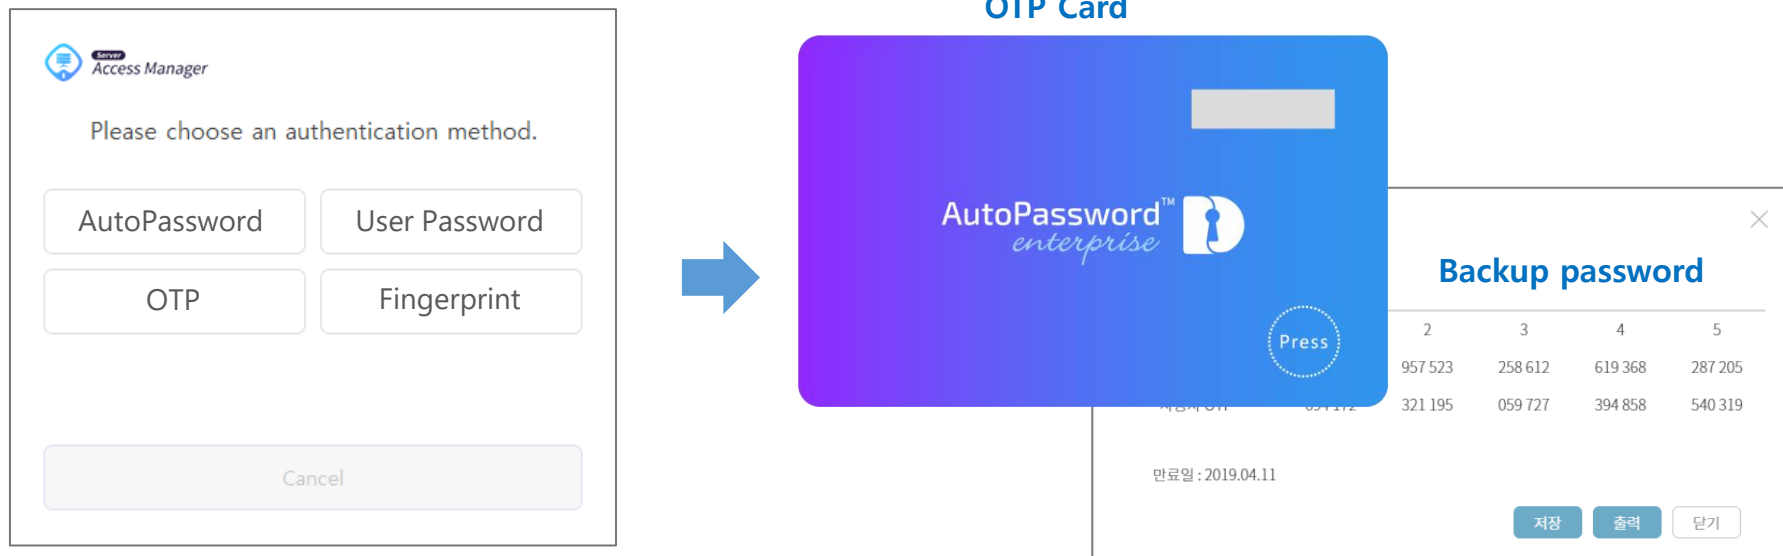 Server
Access Manager
Please choose an authentication method.
AutoPassword
User Password
OTP
Fingerprint
Cancel
OTP Card
AutoPassword™
enterprise
Press
Backup password
2 3 4 5
957 523 258 612 619 368 287 205
321 195 059 727 394 858 540 319
만료일 : 2019.04.11
저장
출력
닫기